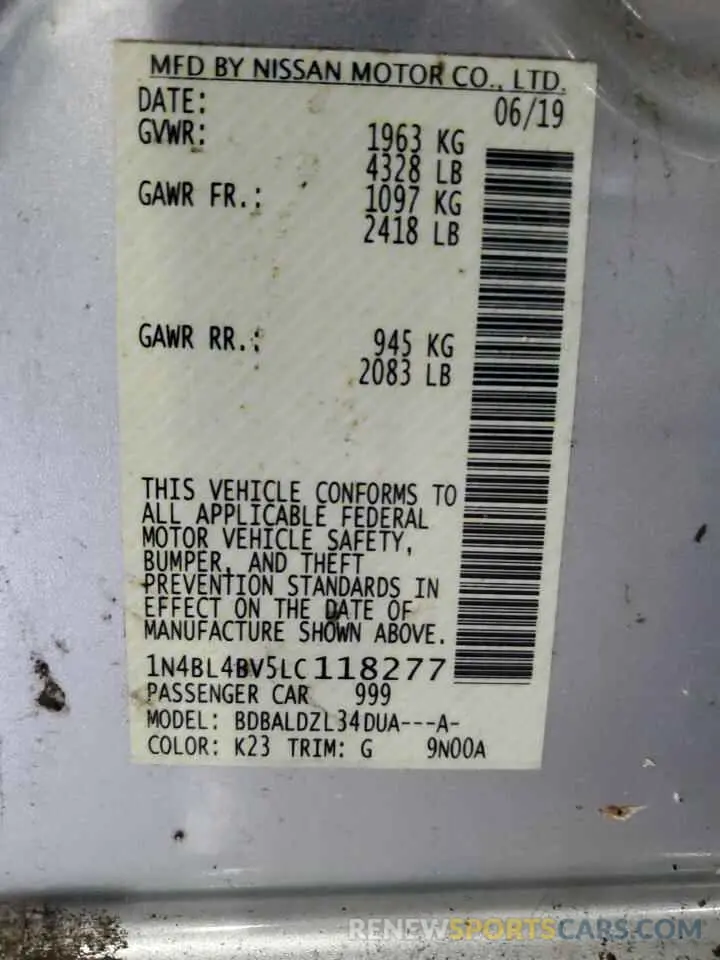 MFD BY NISSAN MOTOR CO., LTD.
DATE: 06/19
GVWR: 1963 KG
4328 LB
GAWR FR.: 1097 KG
2418 LB
GAWR RR.: 945 KG
2083 LB
THIS VEHICLE CONFORMS TO
ALL APPLICABLE FEDERAL
MOTOR VEHICLE SAFETY,
BUMPER, AND THEFT
PREVENTION STANDARDS IN
EFFECT ON THE DATE OF
MANUFACTURE SHOWN ABOVE.
1N4BL4BV5LC118277
PASSENGER CAR 999
MODEL: BDBALDZL34DUA---A-
COLOR: K23 TRIM: G 9N00A
RENEWSPORTSCARS.COM